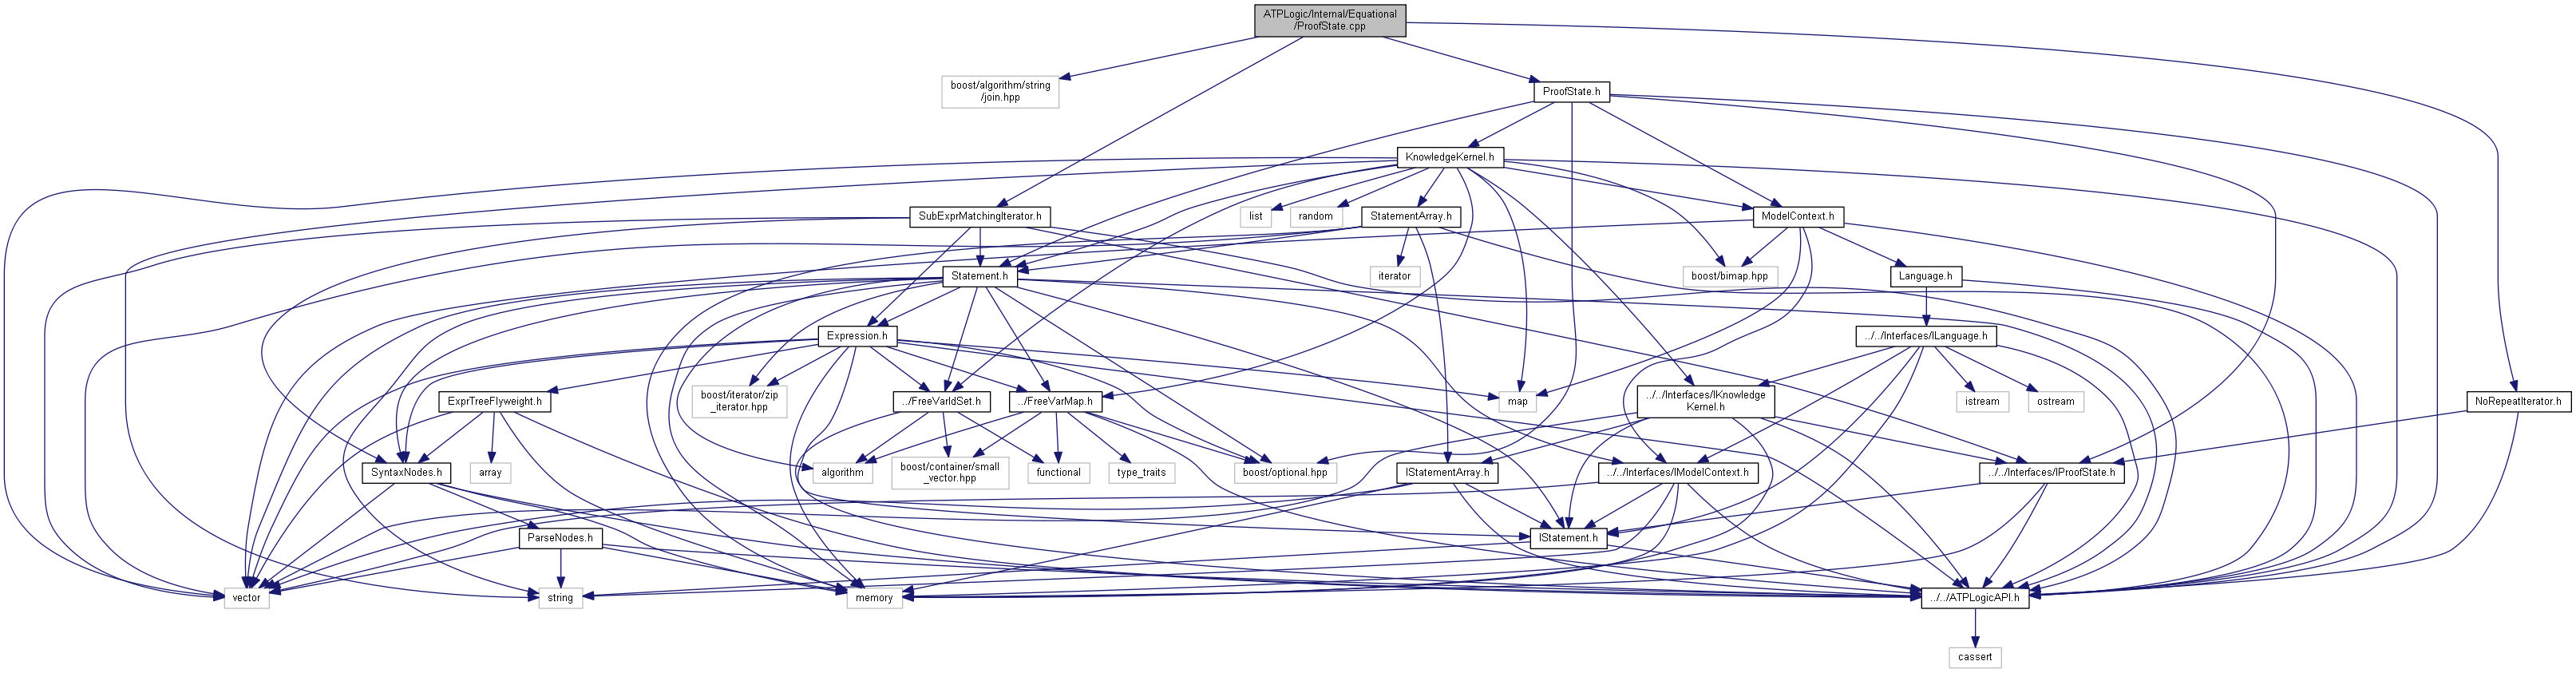 ATPLogic/Internal/Equational
/ProofState.cpp
boost/algorithm/string
/join.hpp
ProofState.h
KnowledgeKernel.h
SubExprMatchingIterator.h
list
random
StatementArray.h
ModelContext.h
Statement.h
iterator
boost/bimap.hpp
Language.h
Expression.h
../../Interfaces/ILanguage.h
ExprTreeFlyweight.h
boost/iterator/zip
_iterator.hpp
../FreeVarIdSet.h
../FreeVarMap.h
map
../../Interfaces/IKnowledge
Kernel.h
istream
ostream
NoRepeatIterator.h
SyntaxNodes.h
array
algorithm
boost/container/small
_vector.hpp
functional
type_traits
boost/optional.hpp
IStatementArray.h
../../Interfaces/IModelContext.h
../../Interfaces/IProofState.h
ParseNodes.h
IStatement.h
vector
string
memory
../../ATPLogicAPI.h
cassert